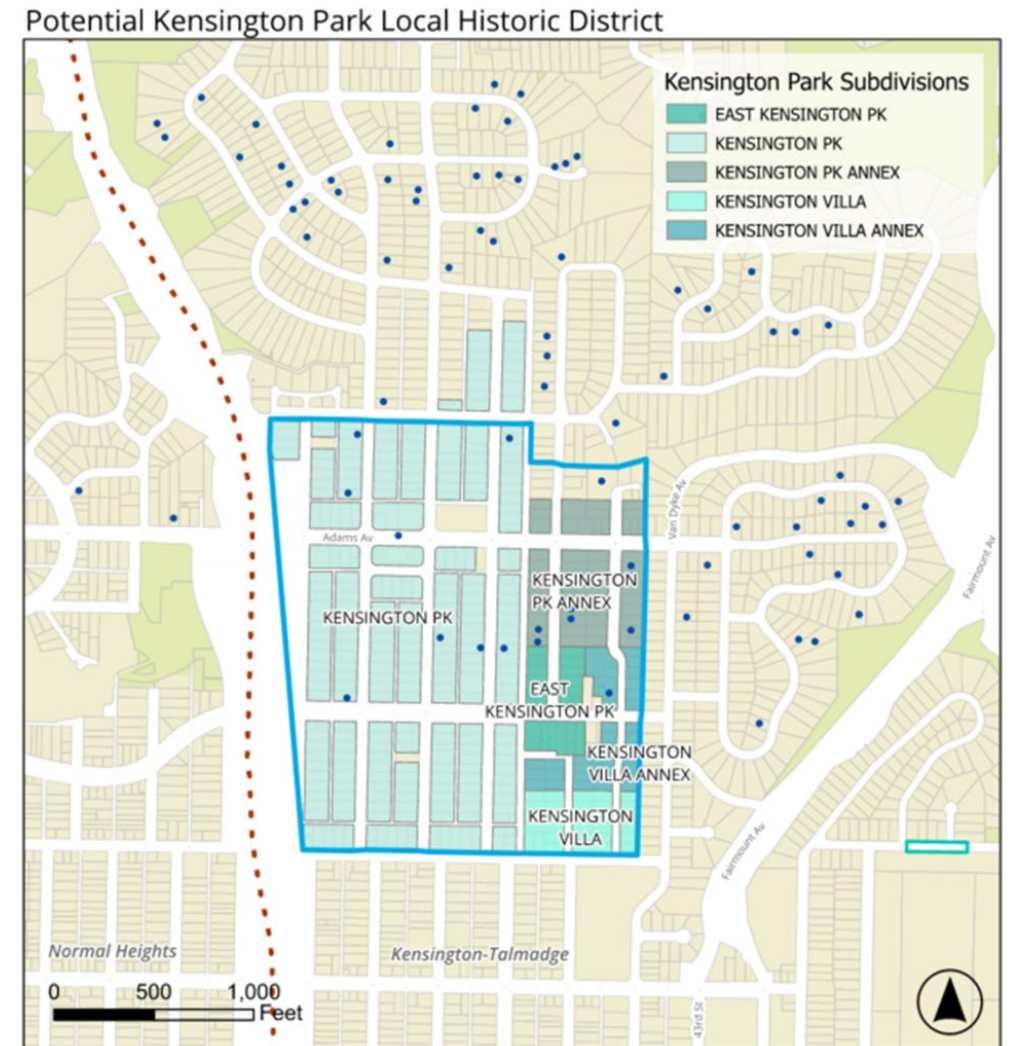 Potential Kensington Park Local Historic District
Kensington Park Subdivisions
EAST KENSINGTON PK
KENSINGTON PK
KENSINGTON PK ANNEX
KENSINGTON VILLA
KENSINGTON VILLA ANNEX
Van Dyke Av
Adams Av
Fairmount Av
KENSINGTON
PK ANNEX
KENSINGTON PK
EAST
KENSINGTON PK
KENSINGTON
VILLA ANNEX
KENSINGTON
VILLA
Fairmount Av
Normal Heights
Kensington-Talmadge
0 500 1,000
Feet
43rd St